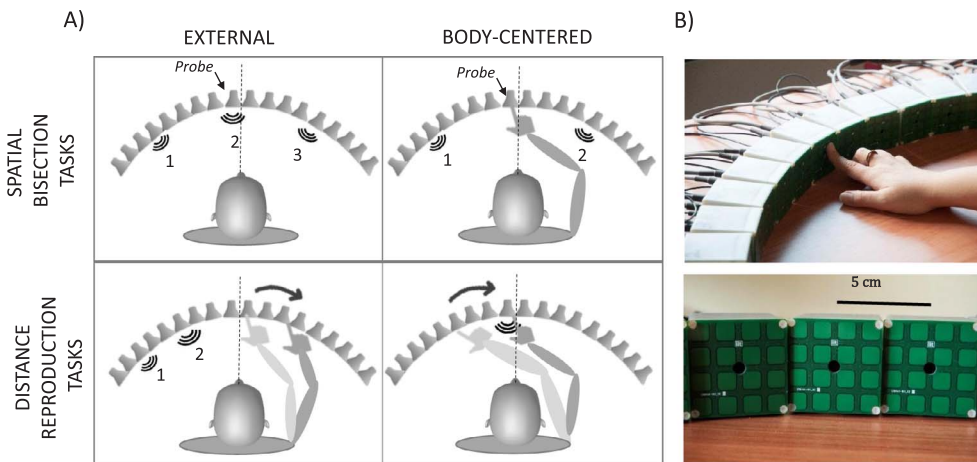 A)
EXTERNAL
BODY-CENTERED
B)
SPATIAL
BISECTION
TASKS
Probe
1
2
3
Probe
1
2
DISTANCE
REPRODUCTION
TASKS
1
2
5 cm